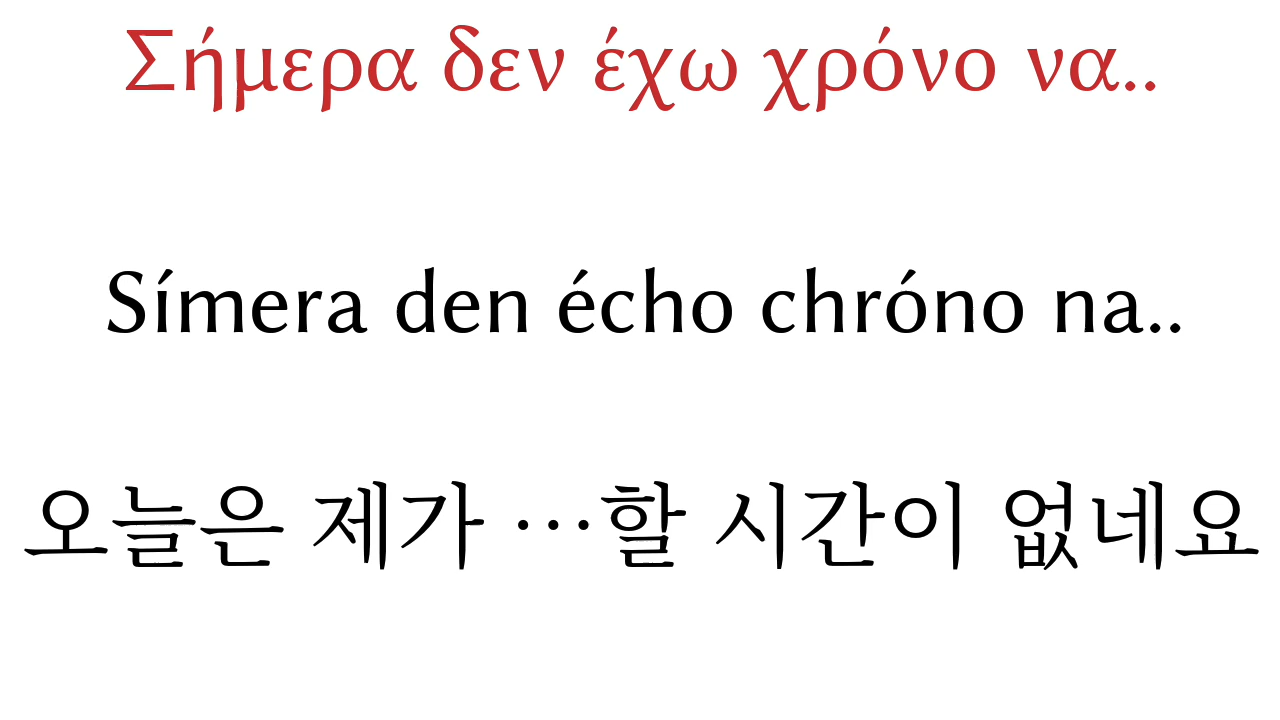 Σήμερα δεν έχω χρόνο να..
Símera den écho chróno na..
오늘은 제가 …할 시간이 없네요